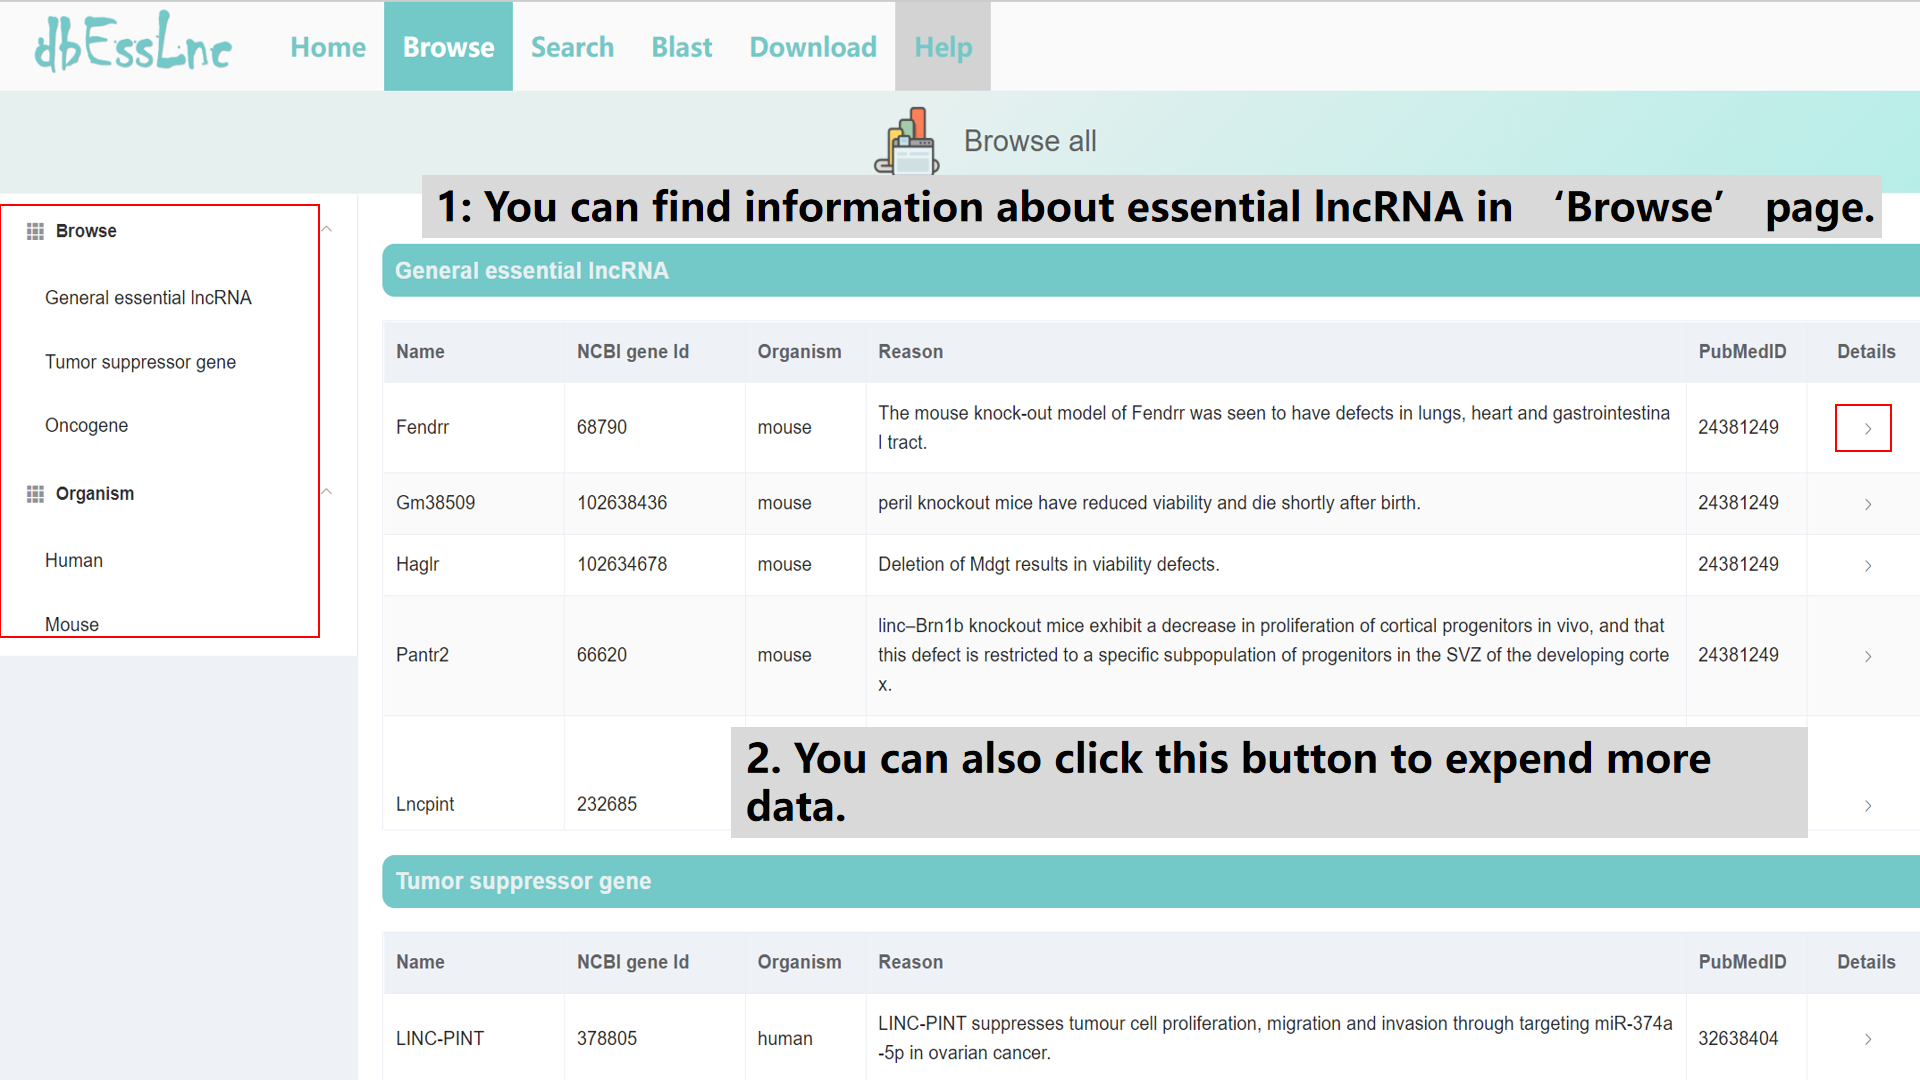 dbEssLnc
Home Browse Search Blast Download Help
Browse all
1: You can find information about essential lncRNA in ‘Browse’ page.
Browse
General essential lncRNA
Tumor suppressor gene
Oncogene
Organism
Human
Mouse
General essential lncRNA
Name NCBI gene Id Organism Reason PubMedID Details
Fendrr 68790 mouse The mouse knock-out model of Fendrr was seen to have defects in lungs, heart and gastrointestina
l tract. 24381249
Gm38509 102638436 mouse peril knockout mice have reduced viability and die shortly after birth. 24381249
Haglr 102634678 mouse Deletion of Mdgt results in viability defects. 24381249
Pantr2 66620 mouse linc–Brn1b knockout mice exhibit a decrease in proliferation of cortical progenitors in vivo, and that
this defect is restricted to a specific subpopulation of progenitors in the SVZ of the developing corte
x. 24381249
Lncpint 232685
2. You can also click this button to expend more
data.
Tumor suppressor gene
Name NCBI gene Id Organism Reason PubMedID Details
LINC-PINT 378805 human LINC-PINT suppresses tumour cell proliferation, migration and invasion through targeting miR-374a
-5p in ovarian cancer. 32638404